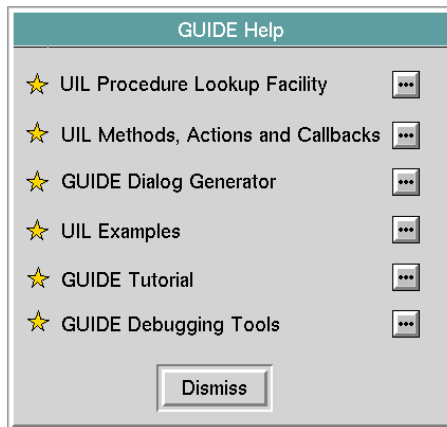 GUIDE Help
UIL Procedure Lookup Facility
UIL Methods, Actions and Callbacks
GUIDE Dialog Generator
UIL Examples
GUIDE Tutorial
GUIDE Debugging Tools
Dismiss